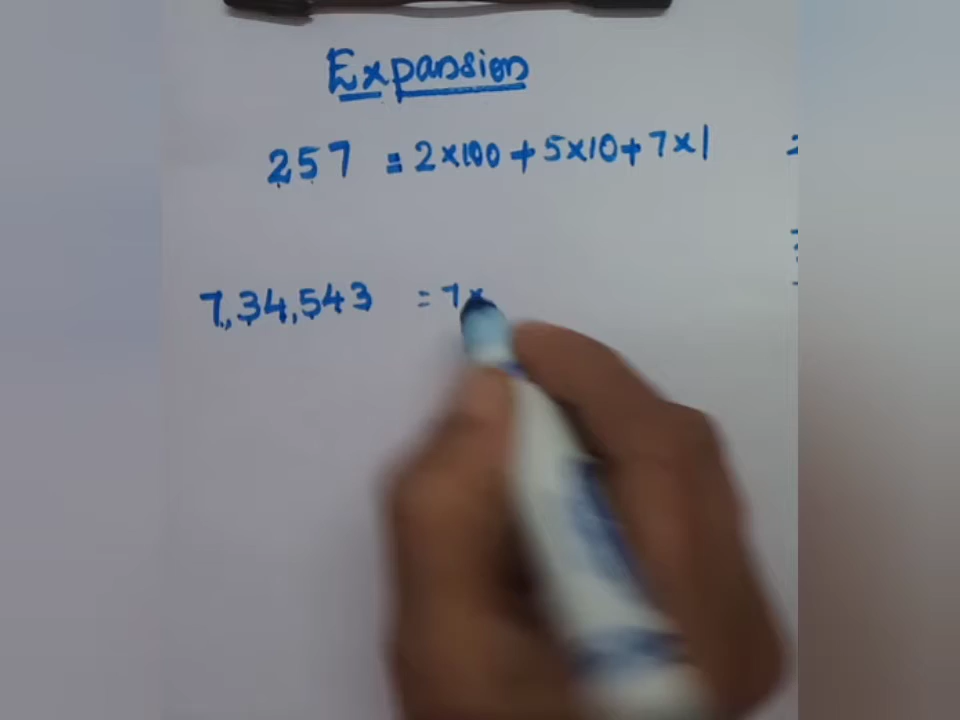 Expansion
257 = 2×100 + 5×10 + 7×1
7,34,543 = 7×